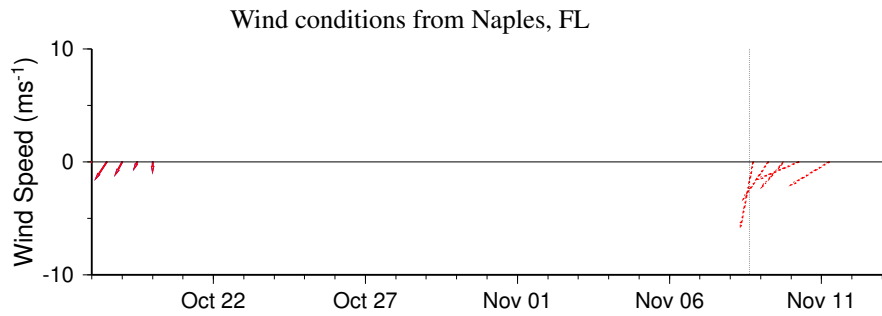 Wind conditions from Naples, FL
10
0
-10
Wind Speed (ms⁻¹)
Oct 22 Oct 27 Nov 01 Nov 06 Nov 11